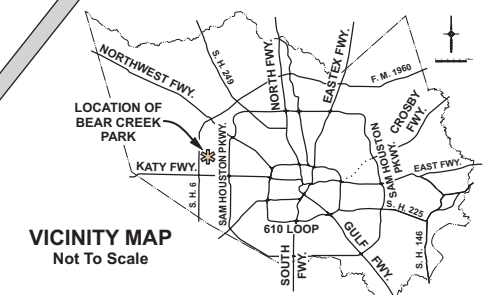 NORTHWEST FWY.
S. H. 249
NORTH FWY.
EASTEX FWY.
F. M. 1960
LOCATION OF
BEAR CREEK
PARK
CROSBY
FWY.
KATY FWY.
S. H. 6
SAM HOUSTON PKWY.
SAM HOUSTON
PKWY.
EAST FWY.
S. H. 225
610 LOOP
SOUTH
FWY.
GULF FWY.
S. H. 146
VICINITY MAP
Not To Scale